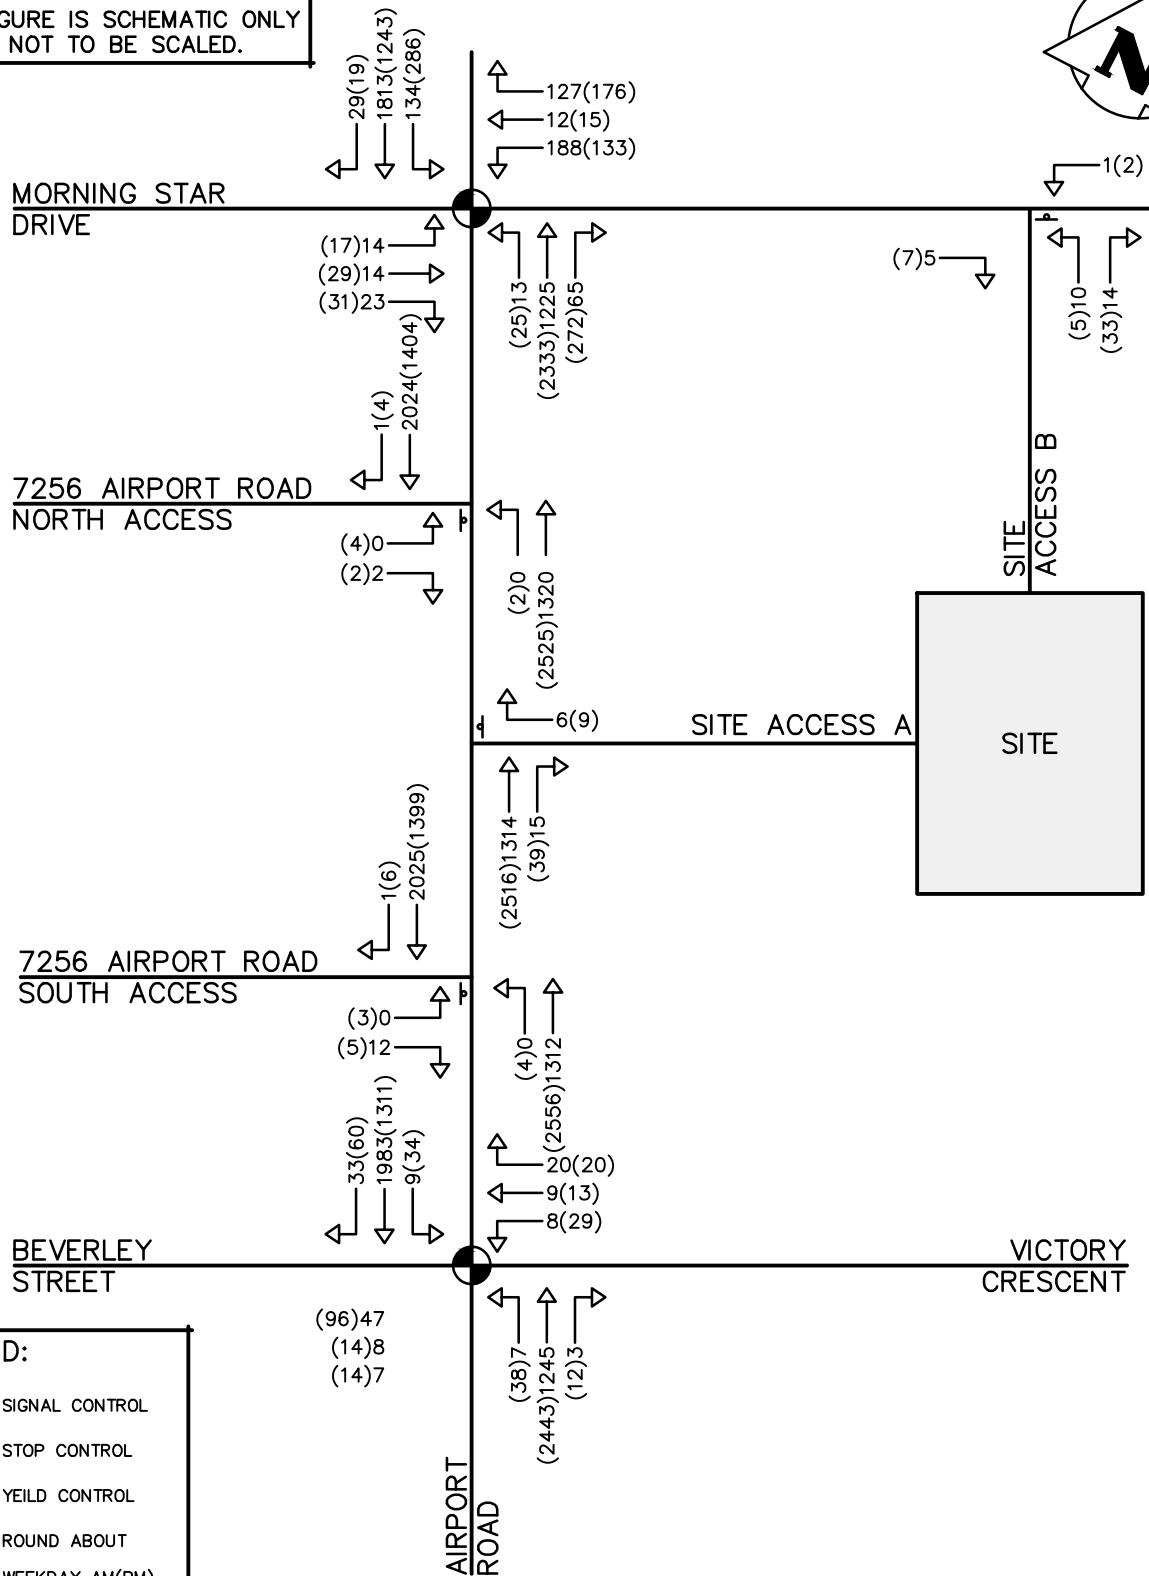 GURE IS SCHEMATIC ONLY
NOT TO BE SCALED.
29(19)
1813(1243)
134(286)
127(176)
12(15)
188(133)
N
1(2)
MORNING STAR
DRIVE
(17)14
(29)14
(31)23
(25)13
(2333)1225
(272)65
(7)5
(5)10
(33)14
1(4)
2024(1404)
7256 AIRPORT ROAD
NORTH ACCESS
(4)0
(2)2
(2)0
(2525)1320
SITE
ACCESS B
6(9)
SITE ACCESS A
SITE
(2516)1314
(39)15
1(6)
2025(1399)
7256 AIRPORT ROAD
SOUTH ACCESS
(3)0
(5)12
(4)0
(2556)1312
33(60)
1983(1311)
9(34)
20(20)
9(13)
8(29)
BEVERLEY
STREET
VICTORY
CRESCENT
(96)47
(14)8
(14)7
(38)7
(2443)1245
(12)3
D:
SIGNAL CONTROL
STOP CONTROL
YEILD CONTROL
ROUND ABOUT
WEEKDAY AM(PM)
AIRPORT
ROAD